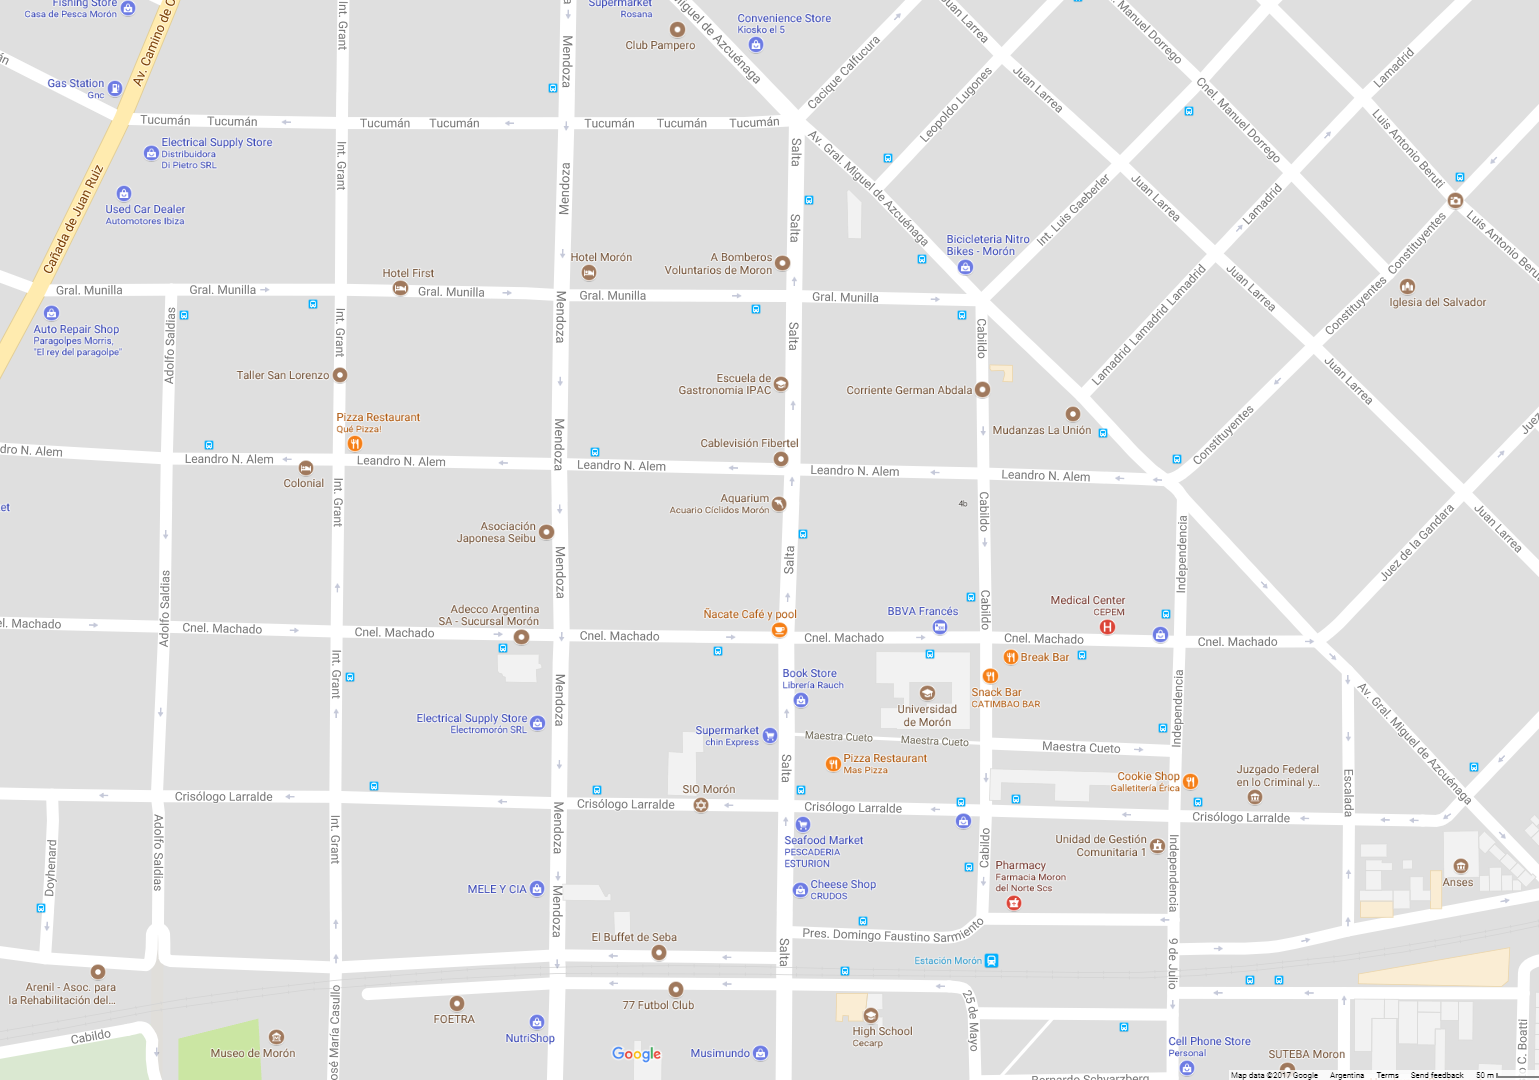 Fishing Store
Casa de Pesca Morón
Av. Camino de C
Int. Grant
Mendoza
Supermarket
Rosana
Club Pampero
Miguel de Azcuénaga
Convenience Store
Kiosko el 5
Cacique Calfucura
Juan Larrea
Leopoldo Lugones
Juan Larrea
Cnel. Manuel Dorrego
Cnel. Manuel Dorrego
Lamadrid
Luis Antonio Beruti
Gas Station
Gnc
Tucumán
Tucumán
Tucumán
Tucumán
Tucumán
Tucumán
Tucumán
Electrical Supply Store
Distribuidora
Di Pietro SRL
Used Car Dealer
Automotores Ibiza
Cañada de Juan Ruiz
Int. Grant
Mendoza
Salta
Salta
Av. Gral. Miguel de Azcuénaga
Int. Luis Gaeberler
Juan Larrea
Lamadrid
Bicicleteria Nitro
Bikes - Morón
Constituyentes
Luis Antonio Beruti
Hotel First
Hotel Morón
A Bomberos
Voluntarios de Moron
Gral. Munilla
Gral. Munilla
Gral. Munilla
Gral. Munilla
Gral. Munilla
Juan Larrea
Iglesia del Salvador
Constituyentes
Auto Repair Shop
Paragolpes Morris,
"El rey del paragolpe"
Adolfo Saldias
Int. Grant
Mendoza
Salta
Cabildo
Lamadrid Lamadrid Lamadrid
Taller San Lorenzo
Escuela de
Gastronomia IPAC
Corriente German Abdala
Juan Larrea
Pizza Restaurant
Qué Pizza!
Mudanzas La Unión
Constituyentes
Juez
Cablevisión Fibertel
Mendoza
dro N. Alem
Leandro N. Alem
Leandro N. Alem
Leandro N. Alem
Leandro N. Alem
Leandro N. Alem
Colonial
Int. Grant
Aquarium
Acuario Cíclidos Morón
4b
Cabildo
et
Asociación
Japonesa Seibu
Mendoza
Salta
Independencia
Juan Larrea
Juez de la Gandara
Adolfo Saldias
Adecco Argentina
SA - Sucursal Morón
Ñacate Café y pool
BBVA Francés
Cabildo
Medical Center
CEPEM
el. Machado
Cnel. Machado
Cnel. Machado
Cnel. Machado
Cnel. Machado
Cnel. Machado
Cnel. Machado
Break Bar
Int. Grant
Mendoza
Book Store
Librería Rauch
Snack Bar
CATIMBAO BAR
Universidad
de Morón
Independencia
Av. Gral. Miguel de Azcuénaga
Electrical Supply Store
Electromorón SRL
Supermarket
chin Express
Maestra Cueto
Maestra Cueto
Maestra Cueto
Pizza Restaurant
Mas Pizza
Salta
Cookie Shop
Galletitería Erica
Juzgado Federal
en lo Criminal y...
Escalada
SIO Morón
Crisólogo Larralde
Crisólogo Larralde
Crisólogo Larralde
Crisólogo Larralde
Doyhenard
Adolfo Saldias
Int. Grant
Mendoza
Seafood Market
PESCADERIA
ESTURION
Cabildo
Unidad de Gestión
Comunitaria 1
Independencia
Pharmacy
Farmacia Moron
del Norte Scs
Cheese Shop
CRUDOS
MELE Y CIA
Mendoza
Anses
El Buffet de Seba
Salta
Pres. Domingo Faustino Sarmiento
9 de Julio
Estación Morón
Arenil - Asoc. para
la Rehabilitación del...
Cabildo
Museo de Morón
ose María Casullo
FOETRA
77 Futbol Club
25 de Mayo
NutriShop
High School
Cecarp
Google
Musimundo
Cell Phone Store
Personal
SUTEBA Moron
C. Boatti
Bernardo Schvarzberg
Map data ©2017 Google Argentina Terms Send feedback 50 m